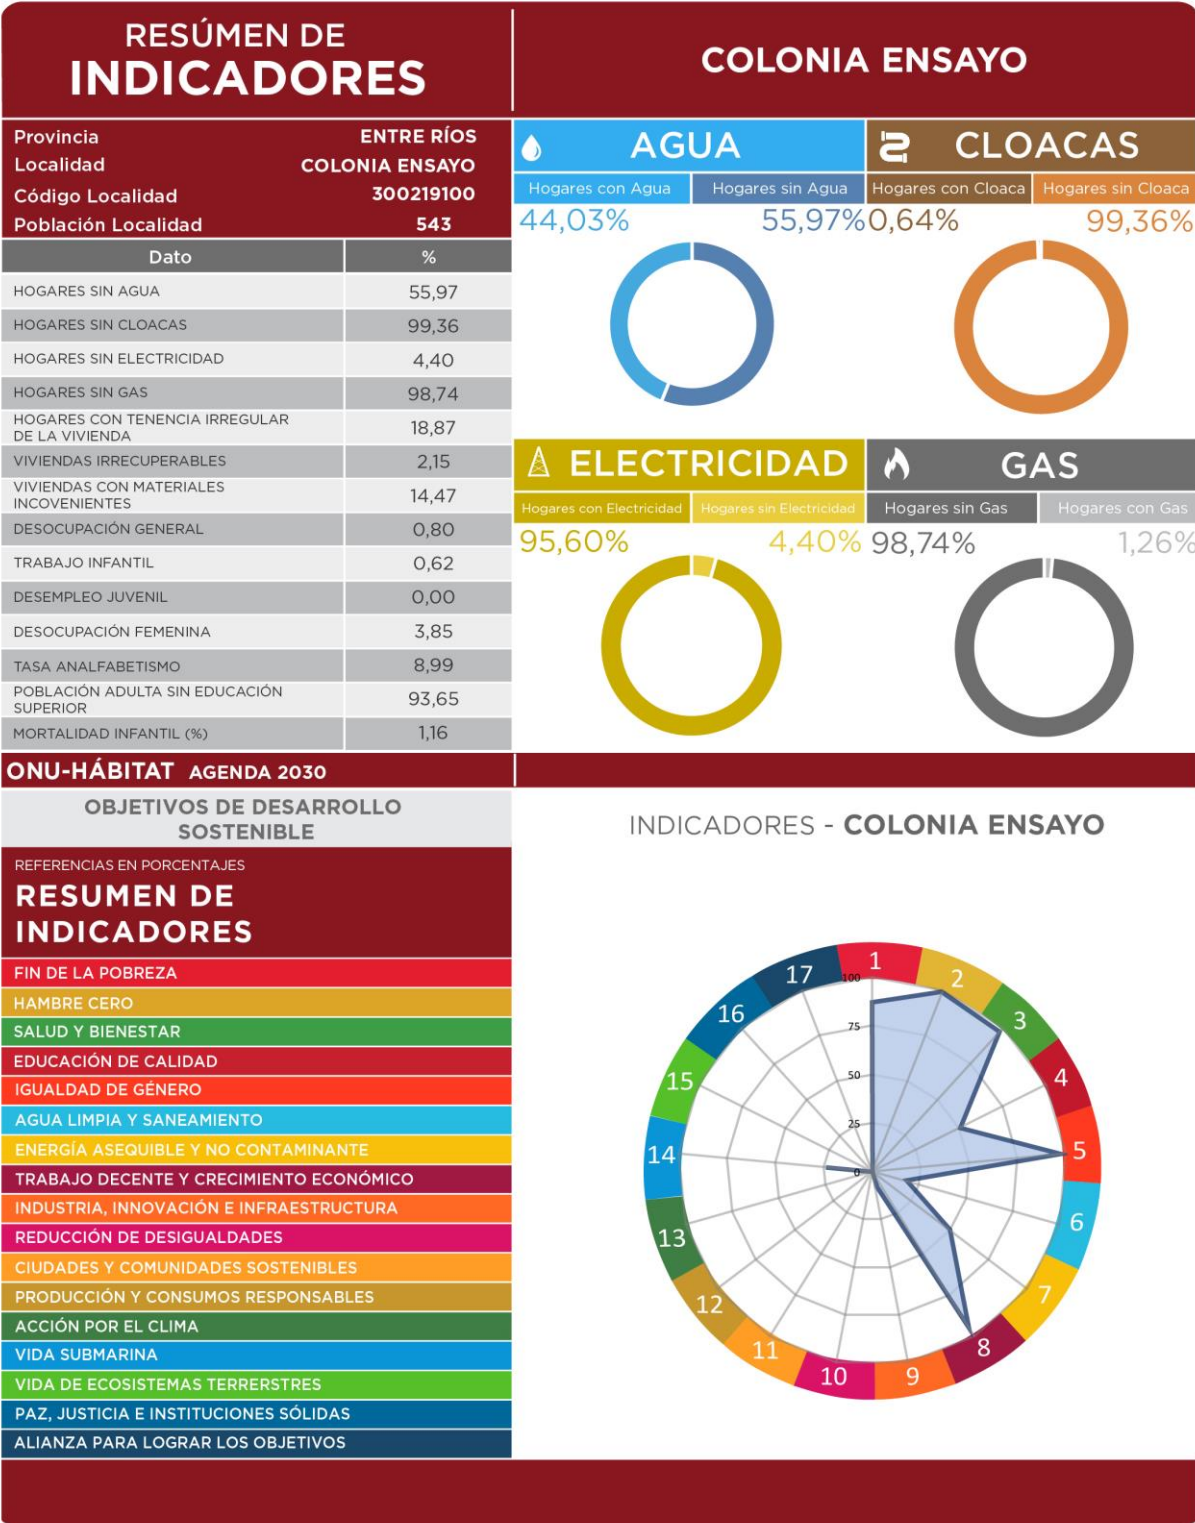 RESÚMEN DE
INDICADORES
COLONIA ENSAYO
Provincia ENTRE RÍOS
Localidad COLONIA ENSAYO
Código Localidad 300219100
Población Localidad 543
Dato %
HOGARES SIN AGUA 55,97
HOGARES SIN CLOACAS 99,36
HOGARES SIN ELECTRICIDAD 4,40
HOGARES SIN GAS 98,74
HOGARES CON TENENCIA IRREGULAR
DE LA VIVIENDA 18,87
VIVIENDAS IRRECUPERABLES 2,15
VIVIENDAS CON MATERIALES
INCOVENIENTES 14,47
DESOCUPACIÓN GENERAL 0,80
TRABAJO INFANTIL 0,62
DESEMPLEO JUVENIL 0,00
DESOCUPACIÓN FEMENINA 3,85
TASA ANALFABETISMO 8,99
POBLACIÓN ADULTA SIN EDUCACIÓN
SUPERIOR 93,65
MORTALIDAD INFANTIL (%) 1,16
AGUA
Hogares con Agua Hogares sin Agua
44,03% 55,97%
CLOACAS
Hogares con Cloaca Hogares sin Cloaca
0,64% 99,36%
ELECTRICIDAD
Hogares con Electricidad Hogares sin Electricidad
95,60% 4,40%
GAS
Hogares sin Gas Hogares con Gas
98,74% 1,26%
ONU-HÁBITAT AGENDA 2030
OBJETIVOS DE DESARROLLO
SOSTENIBLE
REFERENCIAS EN PORCENTAJES
RESUMEN DE
INDICADORES
FIN DE LA POBREZA
HAMBRE CERO
SALUD Y BIENESTAR
EDUCACIÓN DE CALIDAD
IGUALDAD DE GÉNERO
AGUA LIMPIA Y SANEAMIENTO
ENERGÍA ASEQUIBLE Y NO CONTAMINANTE
TRABAJO DECENTE Y CRECIMIENTO ECONÓMICO
INDUSTRIA, INNOVACIÓN E INFRAESTRUCTURA
REDUCCIÓN DE DESIGUALDADES
CIUDADES Y COMUNIDADES SOSTENIBLES
PRODUCCIÓN Y CONSUMOS RESPONSABLES
ACCIÓN POR EL CLIMA
VIDA SUBMARINA
VIDA DE ECOSISTEMAS TERRERSTRES
PAZ, JUSTICIA E INSTITUCIONES SÓLIDAS
ALIANZA PARA LOGRAR LOS OBJETIVOS
INDICADORES - COLONIA ENSAYO
1
2
3
4
5
6
7
8
9
10
11
12
13
14
15
16
17
100
75
50
25
0